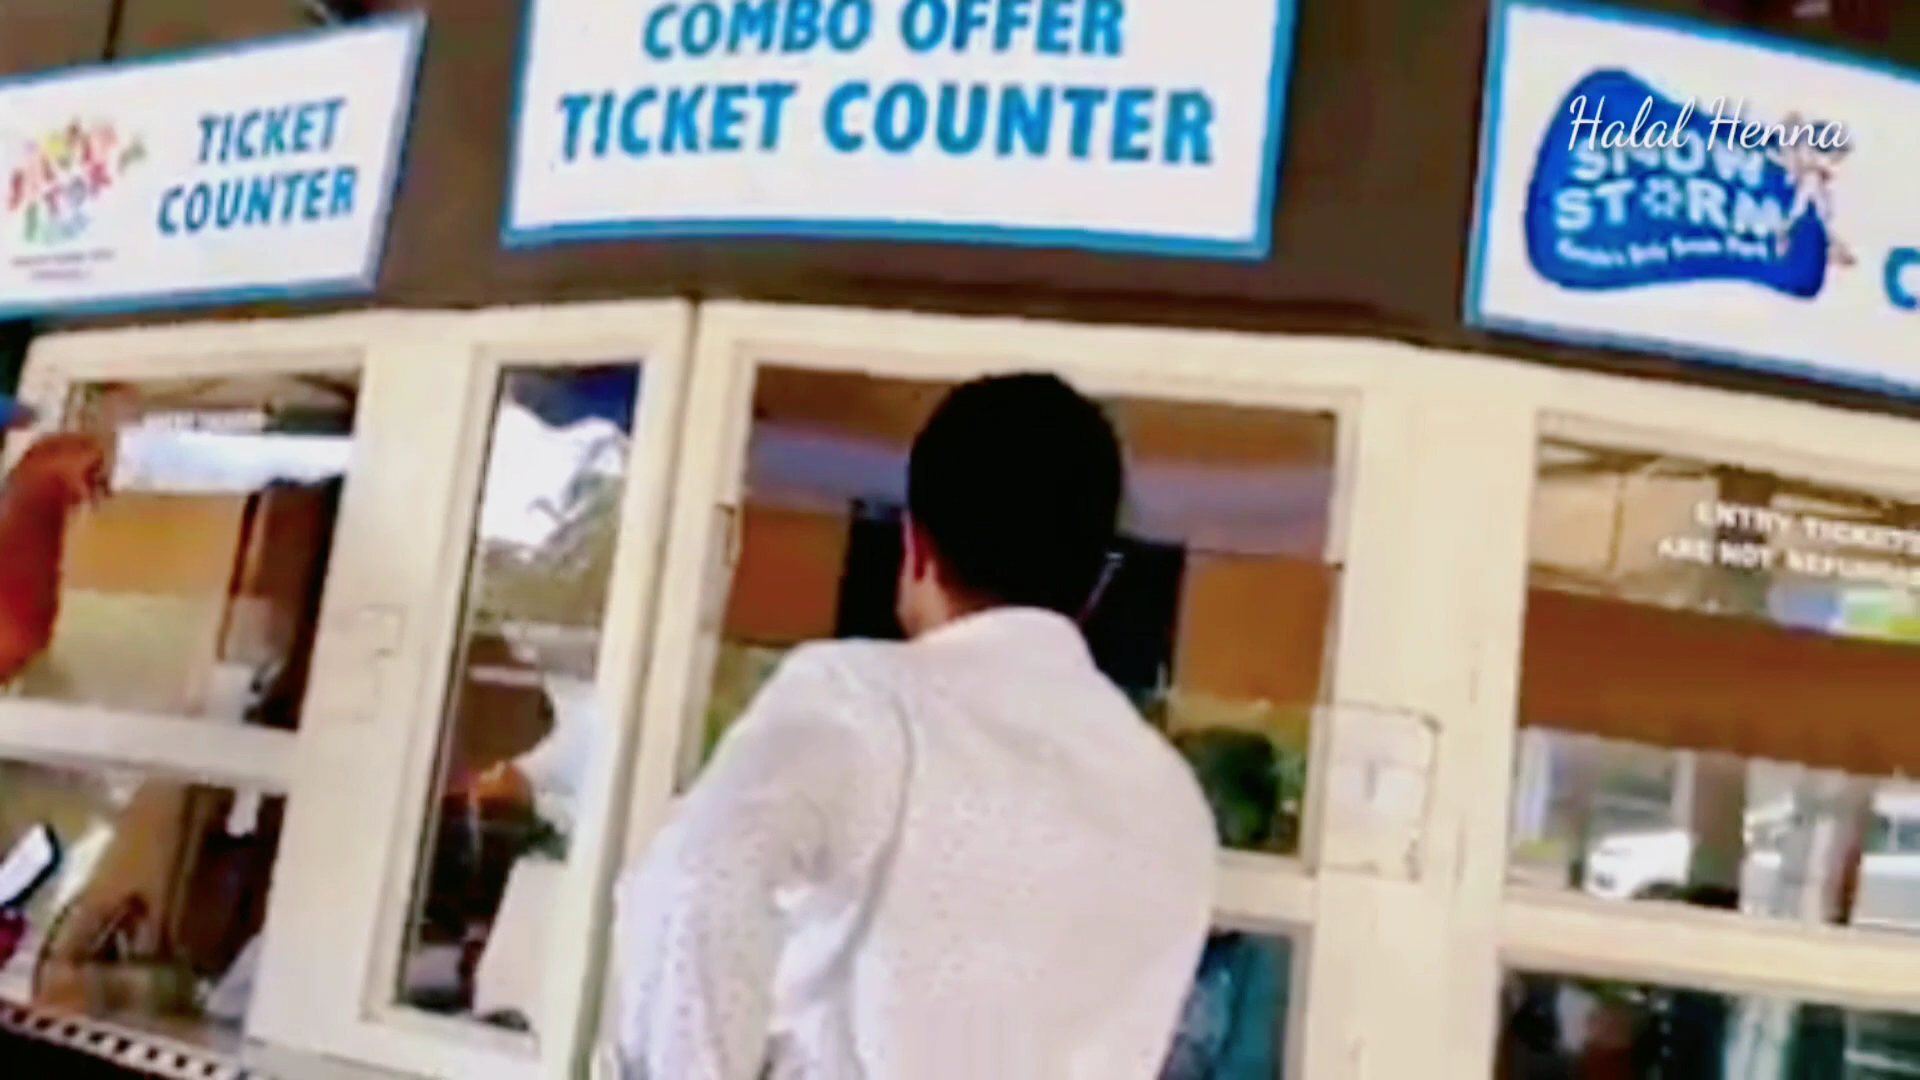 TICKET
COUNTER
COMBO OFFER
TICKET COUNTER
Halal Henna
SNOW
STORM
ENTRY TICKETS
ARE NOT